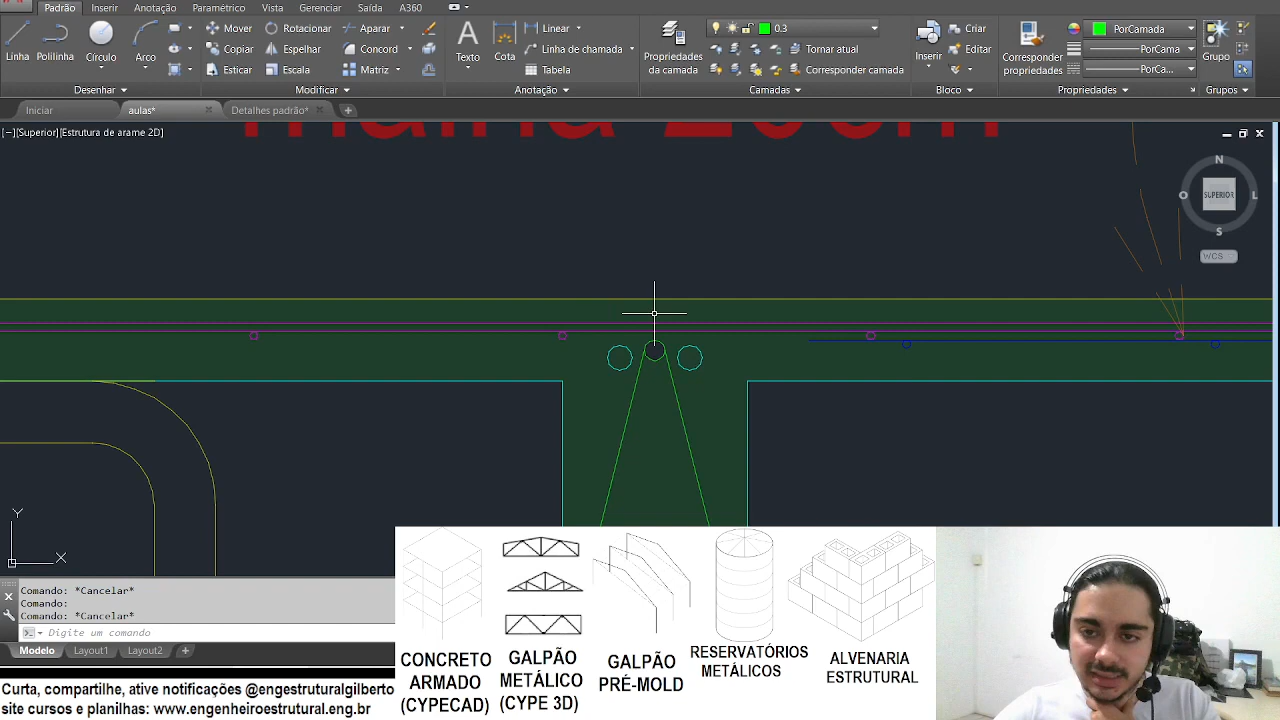 Padrão Inserir Anotação Paramétrico Vista Gerenciar Saída A360
Linha Polilinha Círculo Arco
Mover Rotacionar Aparar
Copiar Espelhar Concorde
Esticar Escala Matriz
Texto Cota
Linear
Linha de chamada
Tabela
Propriedades
da camada
0.3
Tornar atual
Corresponder camada
Inserir
Criar
Editar
Corresponder
propriedades
PorCamada
PorCama
PorCa...
Grupo
Desenhar Modificar Anotação Camadas Bloco Propriedades Grupos
Iniciar aulas* Detalhes padrão*
[−][Superior][Estrutura de arame 2D]
malha 20cm
N
O SUPERIOR L
S
WCS
Y
X
Comando: *Cancelar*
Comando:
Comando: *Cancelar*
Digite um comando
Modelo Layout1 Layout2
CONCRETO
ARMADO
(CYPECAD)
GALPÃO
METÁLICO
(CYPE 3D)
GALPÃO
PRÉ-MOLD
RESERVATÓRIOS
METÁLICOS
ALVENARIA
ESTRUTURAL
Curta, compartilhe, ative notificações @engestruturalgilberto
site cursos e planilhas: www.engenheiroestrutural.eng.br